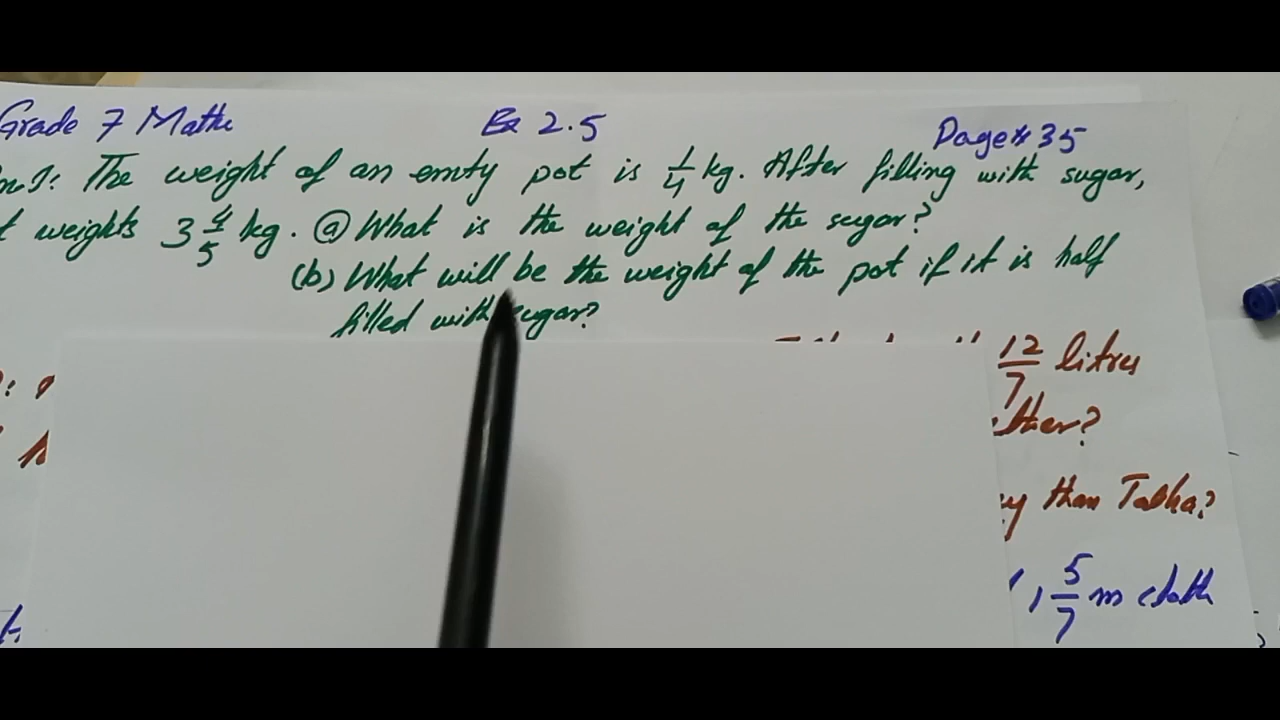 Grade 7 Maths Ex 2.5 Page# 35
The weight of an emty pot is 1/4 kg. After filling with sugar,
weights 3 4/5 kg. (a) What is the weight of the sugar?
(b) What will be the weight of the pot if it is half
filled with sugar?
12/7 litres
than Talha?
5/7 m cloth